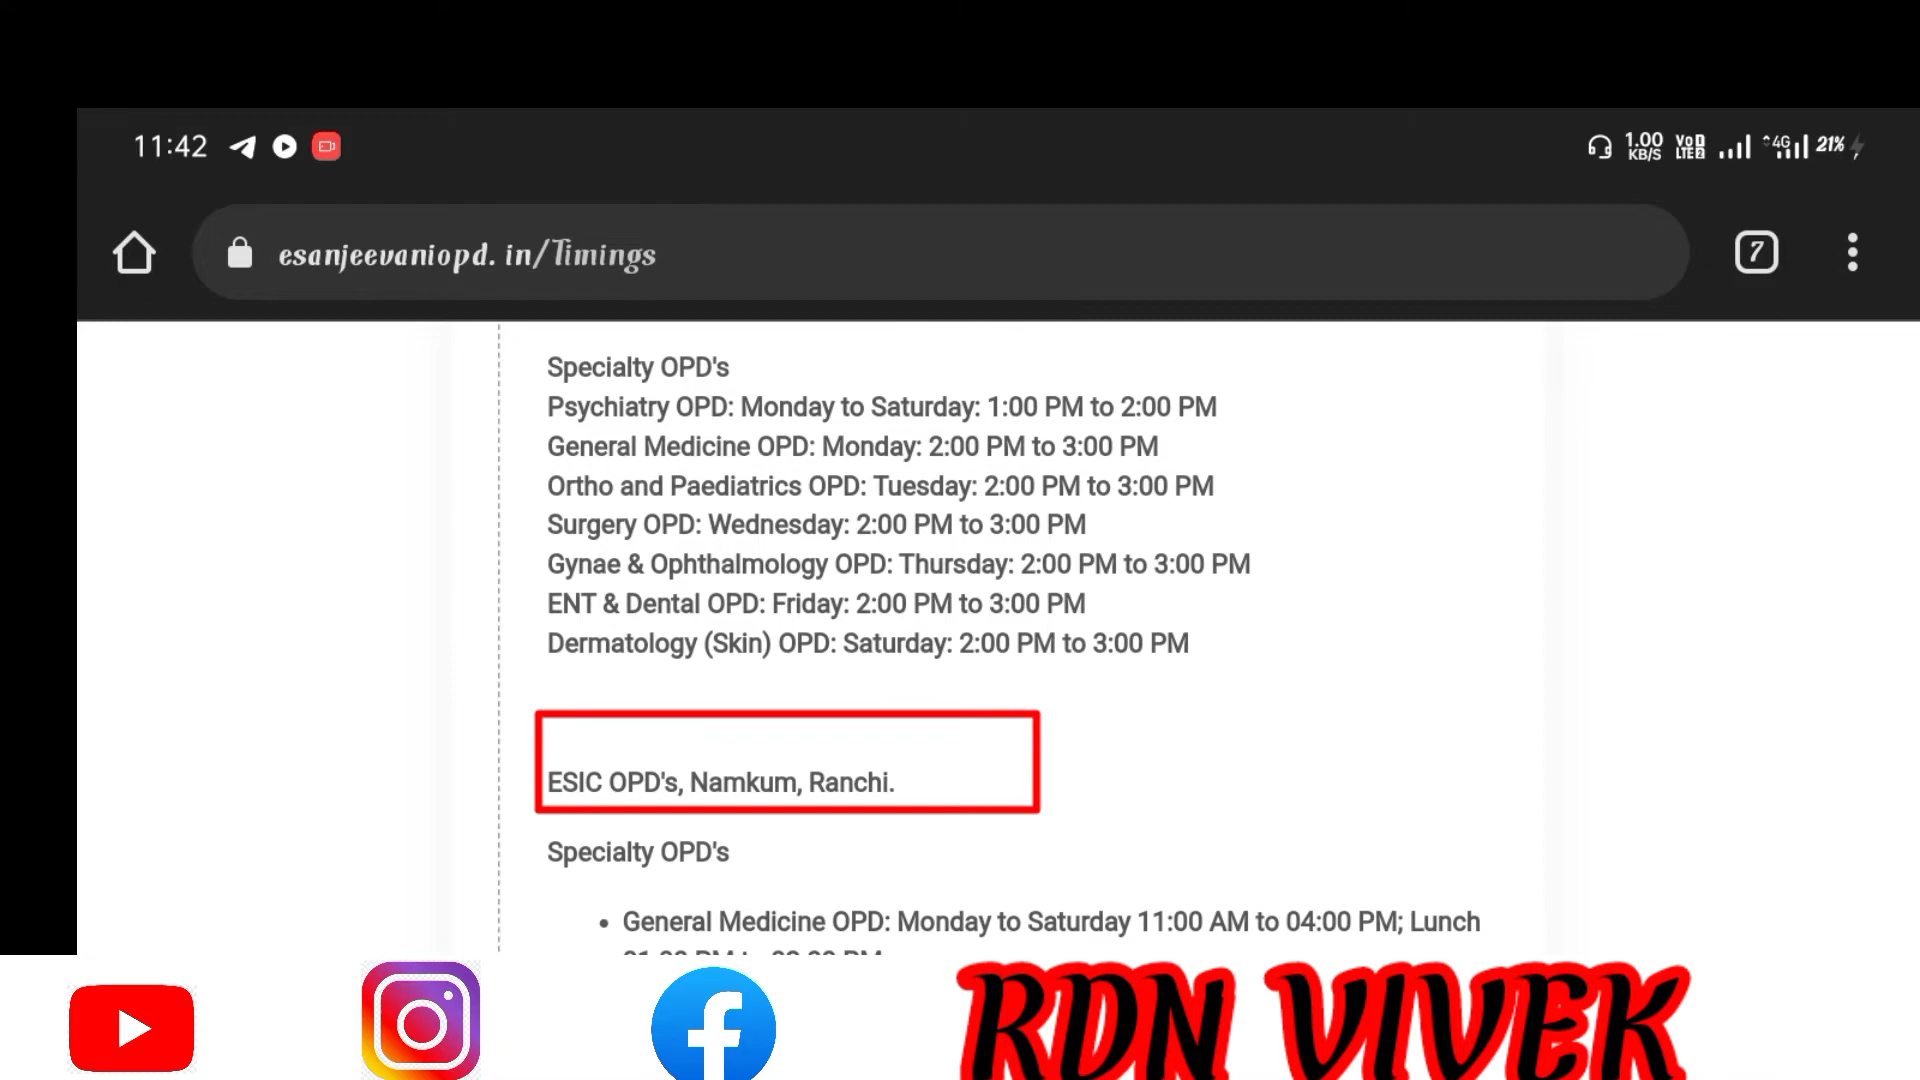 11:42
1.00 KB/S VoD LTE2 4G 21%
esanjeevaniopd. in/Timings
7
Specialty OPD's
Psychiatry OPD: Monday to Saturday: 1:00 PM to 2:00 PM
General Medicine OPD: Monday: 2:00 PM to 3:00 PM
Ortho and Paediatrics OPD: Tuesday: 2:00 PM to 3:00 PM
Surgery OPD: Wednesday: 2:00 PM to 3:00 PM
Gynae & Ophthalmology OPD: Thursday: 2:00 PM to 3:00 PM
ENT & Dental OPD: Friday: 2:00 PM to 3:00 PM
Dermatology (Skin) OPD: Saturday: 2:00 PM to 3:00 PM
ESIC OPD's, Namkum, Ranchi.
Specialty OPD's
• General Medicine OPD: Monday to Saturday 11:00 AM to 04:00 PM; Lunch
RDN VIVEK